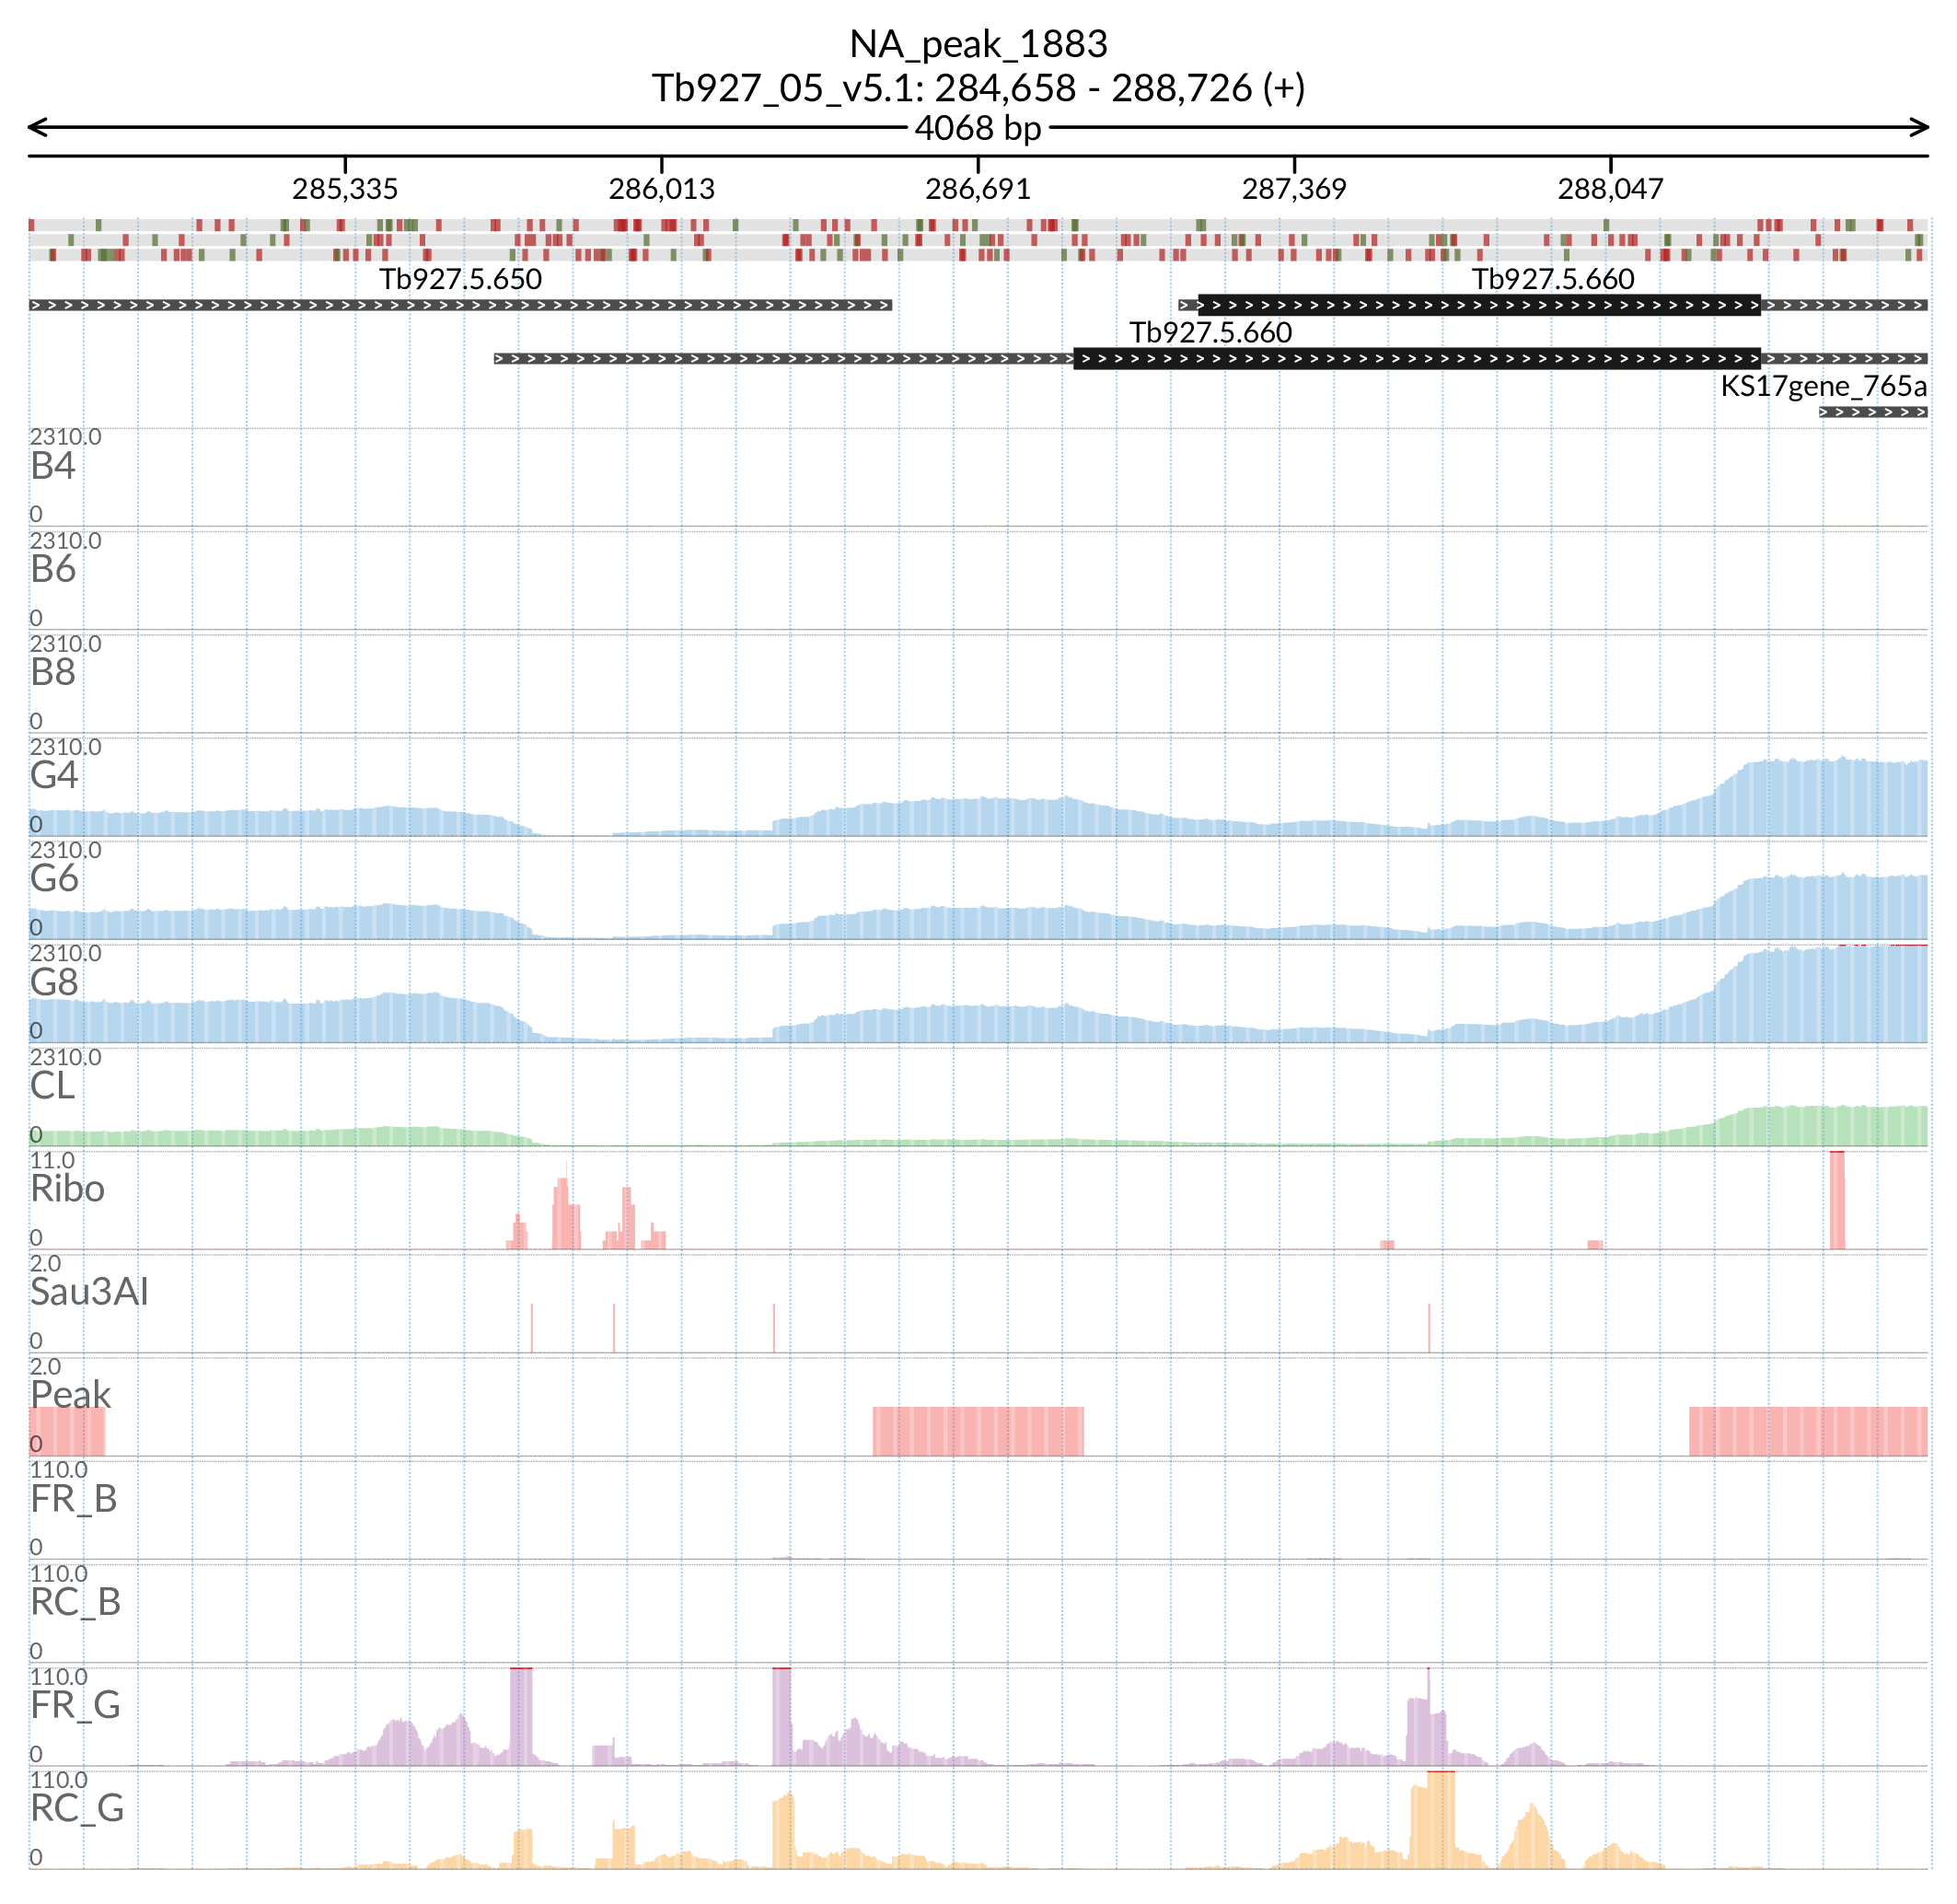 NA_peak_1883
Tb927_05_v5.1: 284,658 - 288,726 (+)
4068 bp
285,335 286,013 286,691 287,369 288,047
Tb927.5.650 Tb927.5.660
Tb927.5.660
KS17gene_765a
2310.0
B4
0
2310.0
B6
0
2310.0
B8
0
2310.0
G4
0
2310.0
G6
0
2310.0
G8
0
2310.0
CL
0
11.0
Ribo
0
2.0
Sau3AI
0
2.0
Peak
0
110.0
FR_B
0
110.0
RC_B
0
110.0
FR_G
0
110.0
RC_G
0